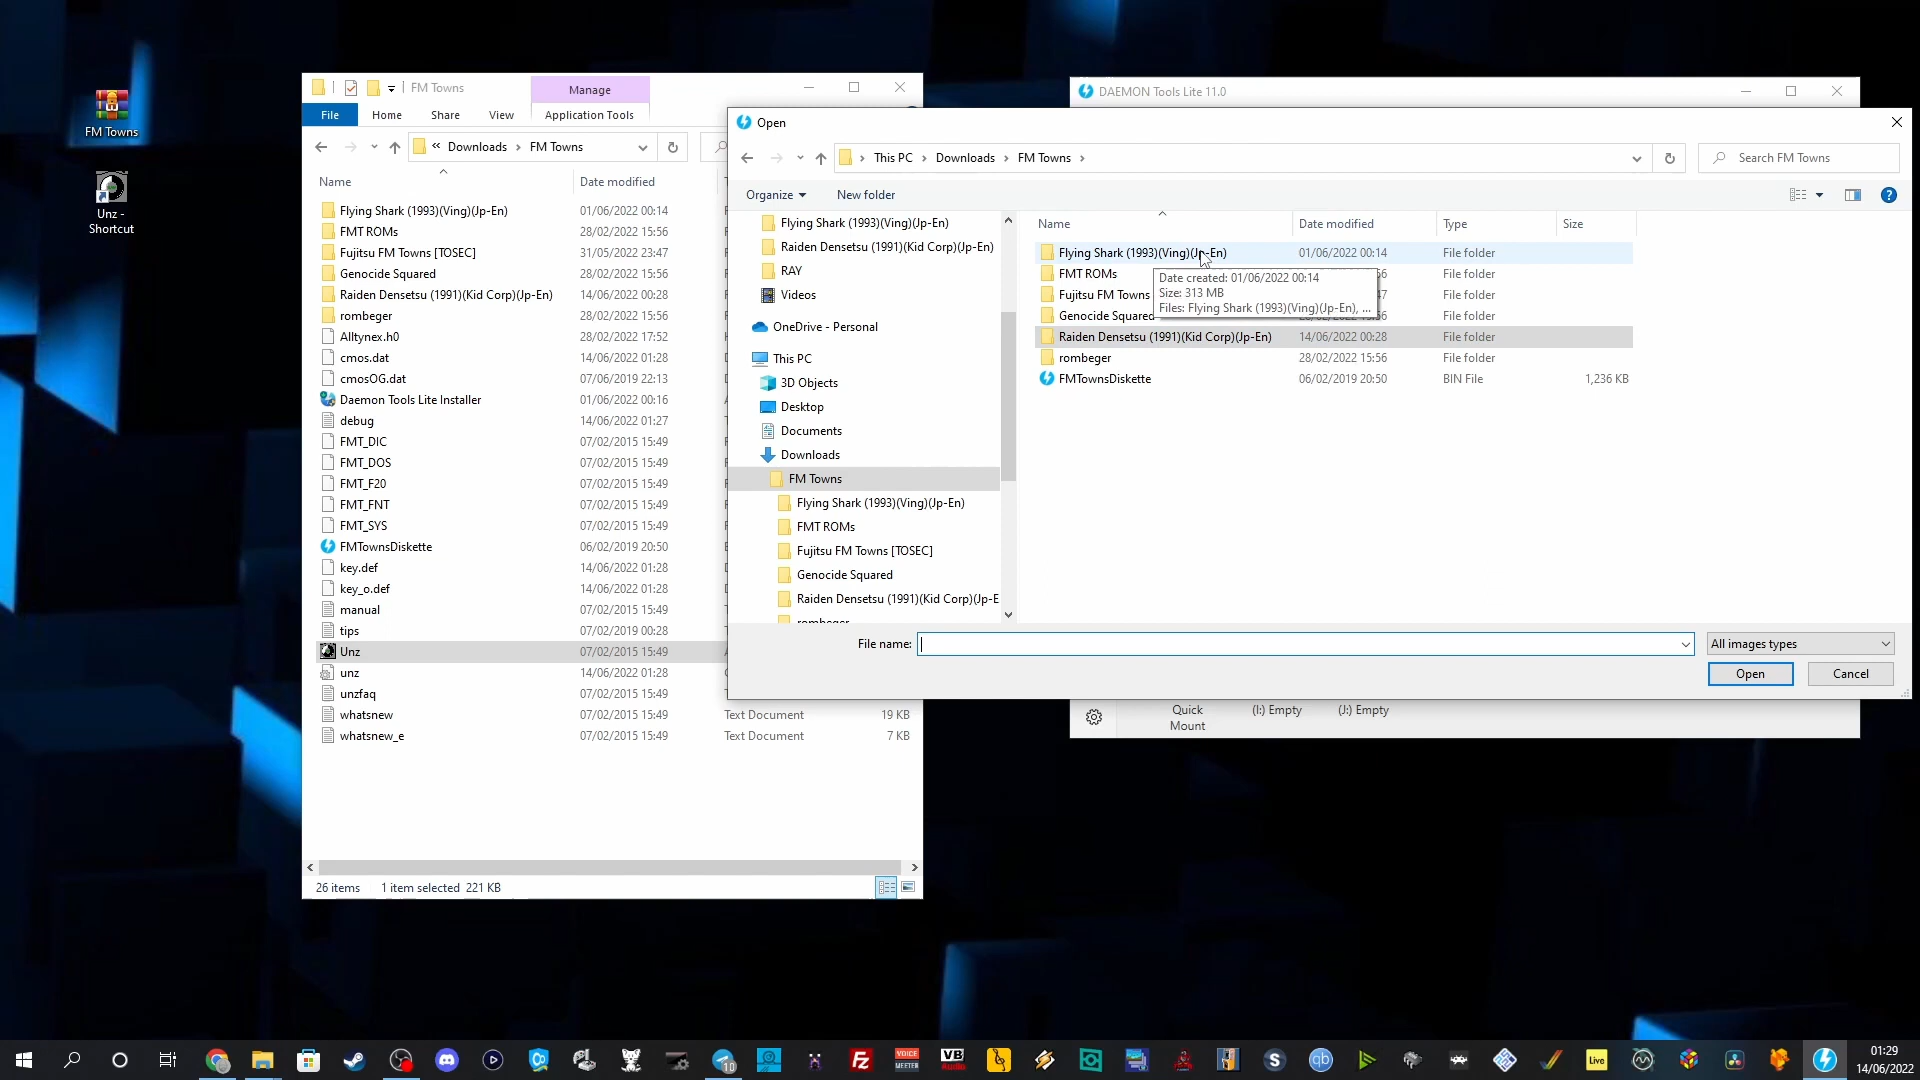 FM Towns
Unz -
Shortcut
FM Towns
Manage
File
Home
Share
View
Application Tools
« Downloads › FM Towns
Name
Date modified
Flying Shark (1993)(Ving)(Jp-En) 01/06/2022 00:14
FMT ROMs 28/02/2022 15:56
Fujitsu FM Towns [TOSEC] 31/05/2022 23:47
Genocide Squared 28/02/2022 15:56
Raiden Densetsu (1991)(Kid Corp)(Jp-En) 14/06/2022 00:28
rombeger 28/02/2022 15:56
Alltynex.h0 28/02/2022 17:52
cmos.dat 14/06/2022 01:28
cmosOG.dat 07/06/2019 22:13
Daemon Tools Lite Installer 01/06/2022 00:16
debug 14/06/2022 01:27
FMT_DIC 07/02/2015 15:49
FMT_DOS 07/02/2015 15:49
FMT_F20 07/02/2015 15:49
FMT_FNT 07/02/2015 15:49
FMT_SYS 07/02/2015 15:49
FMTownsDiskette 06/02/2019 20:50
key.def 14/06/2022 01:28
key_o.def 14/06/2022 01:28
manual 07/02/2015 15:49
tips 07/02/2019 00:28
Unz 07/02/2015 15:49
unz 14/06/2022 01:28
unzfaq 07/02/2015 15:49
whatsnew 07/02/2015 15:49 Text Document 19 KB
whatsnew_e 07/02/2015 15:49 Text Document 7 KB
26 items 1 item selected 221 KB
DAEMON Tools Lite 11.0
Open
› This PC › Downloads › FM Towns ›
Search FM Towns
Organize
New folder
Flying Shark (1993)(Ving)(Jp-En)
Raiden Densetsu (1991)(Kid Corp)(Jp-En)
RAY
Videos
OneDrive - Personal
This PC
3D Objects
Desktop
Documents
Downloads
FM Towns
Flying Shark (1993)(Ving)(Jp-En)
FMT ROMs
Fujitsu FM Towns [TOSEC]
Genocide Squared
Raiden Densetsu (1991)(Kid Corp)(Jp-E
Name Date modified Type Size
Flying Shark (1993)(Ving)(Jp-En) 01/06/2022 00:14 File folder
FMT ROMs File folder
Fujitsu FM Towns File folder
Genocide Squared File folder
Raiden Densetsu (1991)(Kid Corp)(Jp-En) 14/06/2022 00:28 File folder
rombeger 28/02/2022 15:56 File folder
FMTownsDiskette 06/02/2019 20:50 BIN File 1,236 KB
Date created: 01/06/2022 00:14
Size: 313 MB
Files: Flying Shark (1993)(Ving)(Jp-En), ...
File name:
All images types
Open
Cancel
Quick
Mount
(I:) Empty
(J:) Empty
10
VOICE
MEETER
VB
Audio
FZ
S
qb
Live
01:29
14/06/2022